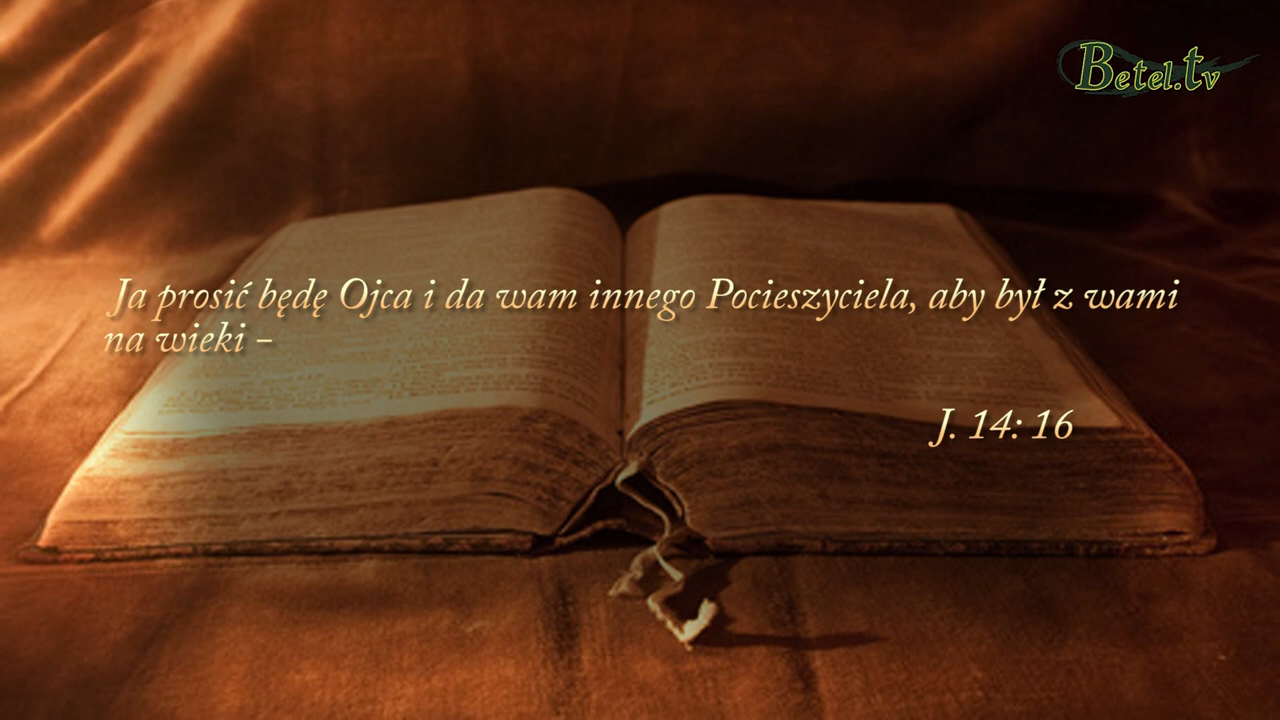 Betel.tv
Ja prosić będę Ojca i da wam innego Pocieszyciela, aby był z wami
na wieki –
J. 14: 16